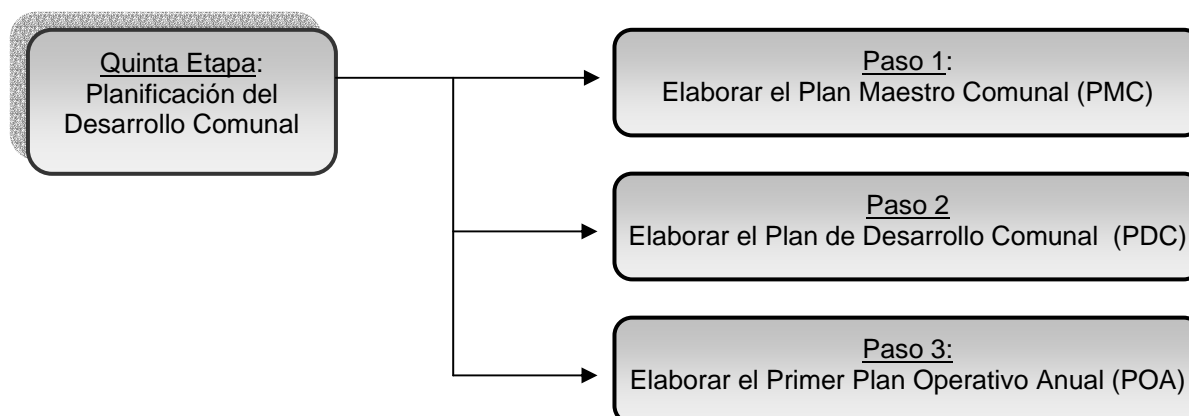 Quinta Etapa:
Planificación del
Desarrollo Comunal
Paso 1:
Elaborar el Plan Maestro Comunal (PMC)
Paso 2
Elaborar el Plan de Desarrollo Comunal  (PDC)
Paso 3:
Elaborar el Primer Plan Operativo Anual (POA)